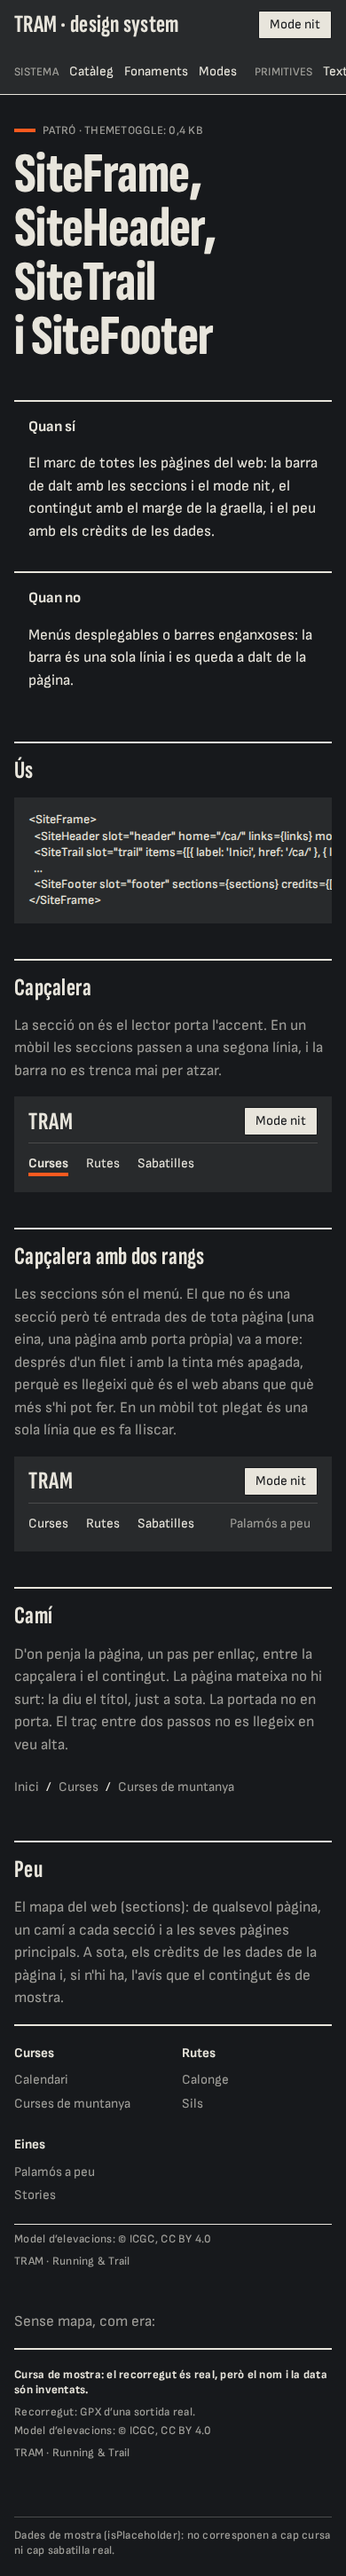 TRAM · design system
Mode nit
SISTEMA Catàleg Fonaments Modes PRIMITIVES Text
PATRÓ · THEMETOGGLE: 0,4 KB
SiteFrame,
SiteHeader,
SiteTrail
i SiteFooter
Quan sí
El marc de totes les pàgines del web: la barra
de dalt amb les seccions i el mode nit, el
contingut amb el marge de la graella, i el peu
amb els crèdits de les dades.
Quan no
Menús desplegables o barres enganxoses: la
barra és una sola línia i es queda a dalt de la
pàgina.
Ús
<SiteFrame>
<SiteHeader slot="header" home="/ca/" links={links} mo
<SiteTrail slot="trail" items={[{ label: 'Inici', href: '/ca/' }, { l
…
<SiteFooter slot="footer" sections={sections} credits={[
</SiteFrame>
Capçalera
La secció on és el lector porta l'accent. En un
mòbil les seccions passen a una segona línia, i la
barra no es trenca mai per atzar.
TRAM
Mode nit
Curses Rutes Sabatilles
Capçalera amb dos rangs
Les seccions són el menú. El que no és una
secció però té entrada des de tota pàgina (una
eina, una pàgina amb porta pròpia) va a more:
després d'un filet i amb la tinta més apagada,
perquè es llegeixi què és el web abans que què
més s'hi pot fer. En un mòbil tot plegat és una
sola línia que es fa lliscar.
TRAM
Mode nit
Curses Rutes Sabatilles Palamós a peu
Camí
D'on penja la pàgina, un pas per enllaç, entre la
capçalera i el contingut. La pàgina mateixa no hi
surt: la diu el títol, just a sota. La portada no en
porta. El traç entre dos passos no es llegeix en
veu alta.
Inici / Curses / Curses de muntanya
Peu
El mapa del web (sections): de qualsevol pàgina,
un camí a cada secció i a les seves pàgines
principals. A sota, els crèdits de les dades de la
pàgina i, si n'hi ha, l'avís que el contingut és de
mostra.
Curses
Calendari
Curses de muntanya
Rutes
Calonge
Sils
Eines
Palamós a peu
Stories
Model d'elevacions: © ICGC, CC BY 4.0
TRAM · Running & Trail
Sense mapa, com era:
Cursa de mostra: el recorregut és real, però el nom i la data
són inventats.
Recorregut: GPX d'una sortida real.
Model d'elevacions: © ICGC, CC BY 4.0
TRAM · Running & Trail
Dades de mostra (isPlaceholder): no corresponen a cap cursa
ni cap sabatilla real.